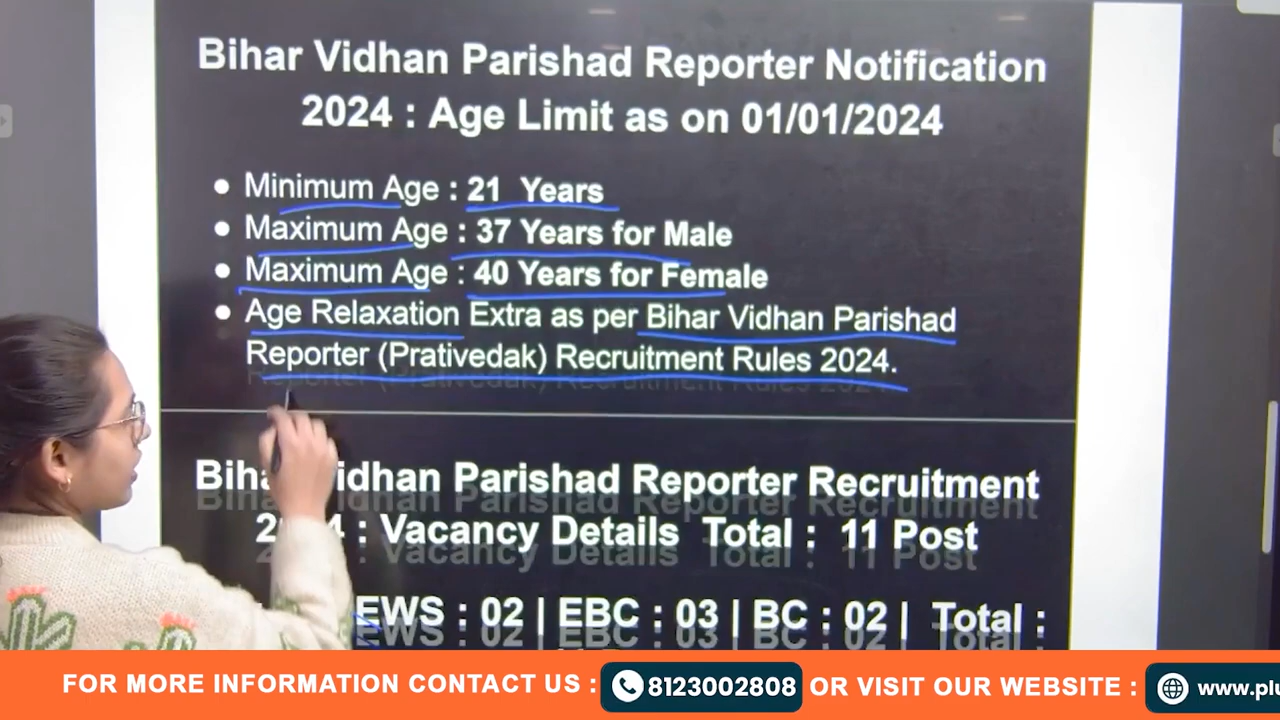 Bihar Vidhan Parishad Reporter Notification
2024 : Age Limit as on 01/01/2024
● Minimum Age : 21 Years
● Maximum Age : 37 Years for Male
● Maximum Age : 40 Years for Female
● Age Relaxation Extra as per Bihar Vidhan Parishad
Reporter (Prativedak) Recruitment Rules 2024.
Vidhan Parishad Reporter Recruitment
: Vacancy Details Total : 11 Post
EWS : 02 | EBC : 03 | BC : 02 | Total :
FOR MORE INFORMATION CONTACT US : 8123002808 OR VISIT OUR WEBSITE :